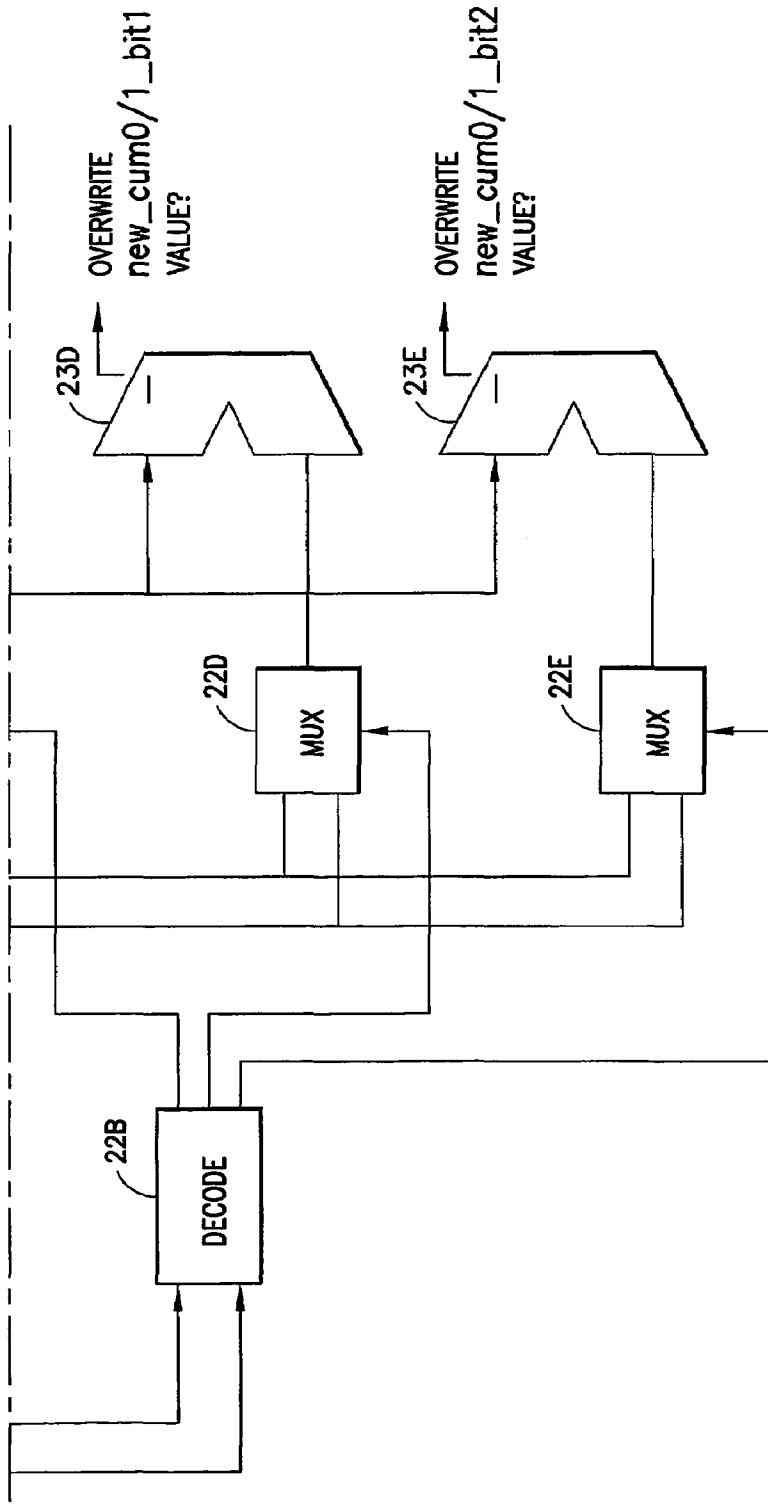 22B
DECODE
22D
MUX
23D
OVERWRITE
new_cum0/1_bit1
VALUE?
22E
MUX
23E
OVERWRITE
new_cum0/1_bit2
VALUE?